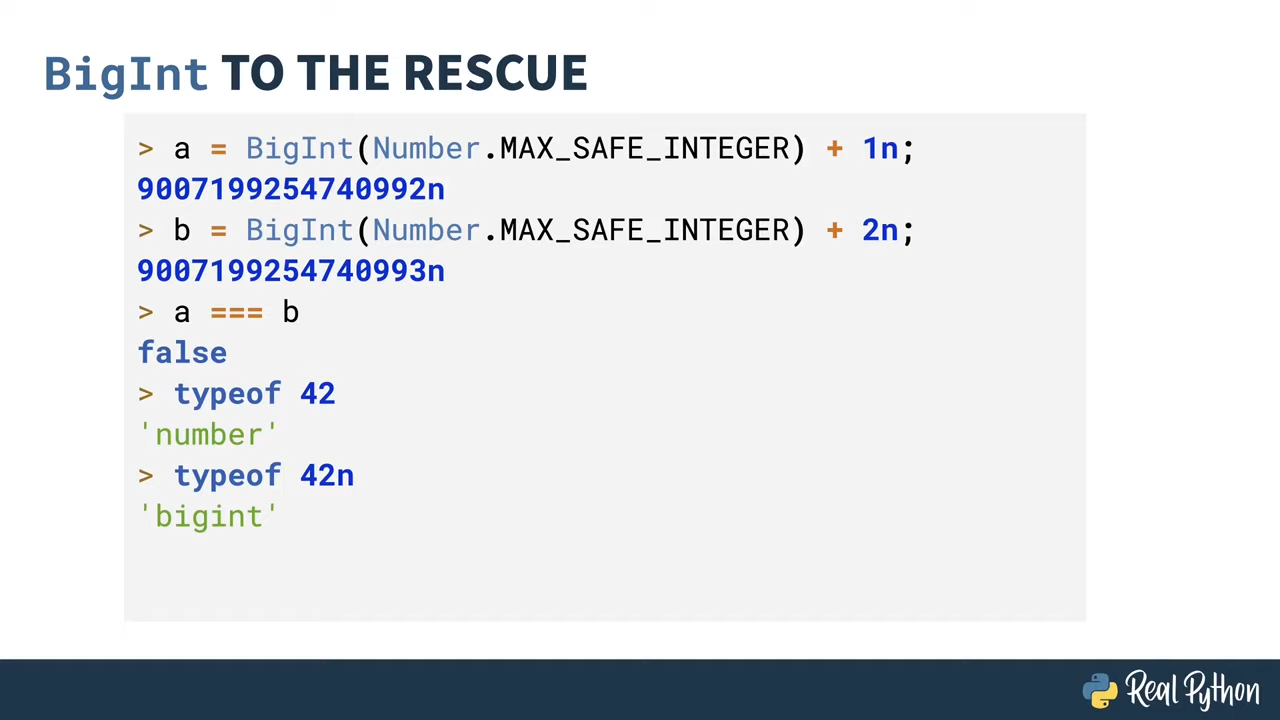 BigInt TO THE RESCUE
> a = BigInt(Number.MAX_SAFE_INTEGER) + 1n;
9007199254740992n
> b = BigInt(Number.MAX_SAFE_INTEGER) + 2n;
9007199254740993n
> a === b
false
> typeof 42
'number'
> typeof 42n
'bigint'
Real Python